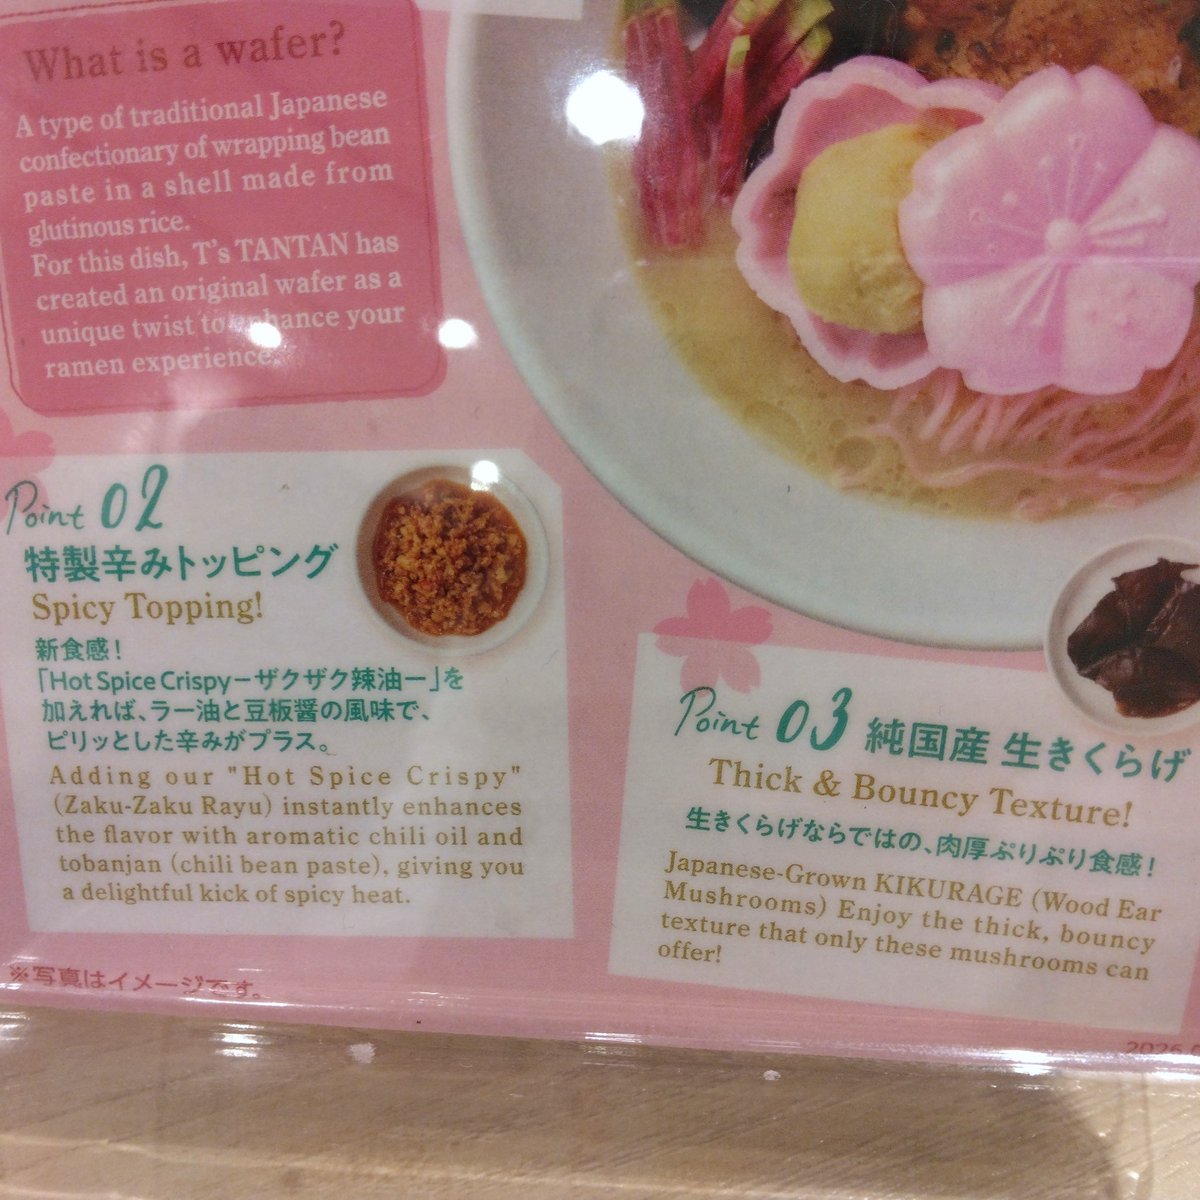 What is a wafer?
A type of traditional Japanese
confectionary of wrapping bean
paste in a shell made from
glutinous rice.
For this dish, T's TANTAN has
created an original wafer as a
unique twist to enhance your
ramen experience.
Point 02
特製辛みトッピング
Spicy Topping!
新食感！
「Hot Spice Crispyーザクザク辣油ー」を
加えれば、ラー油と豆板醤の風味で、
ピリッとした辛みがプラス。
Adding our "Hot Spice Crispy"
(Zaku-Zaku Rayu) instantly enhances
the flavor with aromatic chili oil and
tobanjan (chili bean paste), giving you
a delightful kick of spicy heat.
Point 03 純国産 生きくらげ
Thick & Bouncy Texture!
生きくらげならではの、肉厚ぷりぷり食感！
Japanese-Grown KIKURAGE (Wood Ear
Mushrooms) Enjoy the thick, bouncy
texture that only these mushrooms can
offer!
※写真はイメージです。